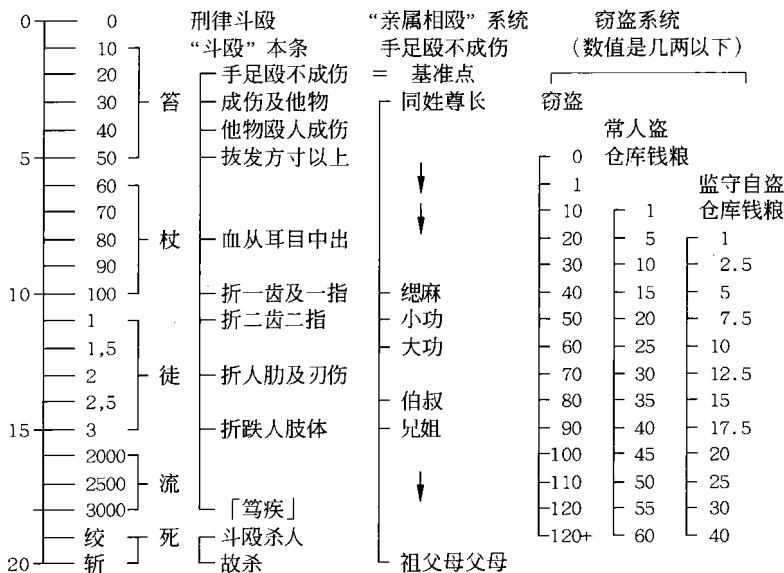 刑律斗殴 “亲属相殴”系统 窃盗系统
“斗殴”本条 手足殴不成伤 (数值是几两以下)
0 0
10
20 手足殴不成伤 = 基准点
30 笞 成伤及他物 同姓尊长 窃盗
40 他物殴人成伤 常人盗
5 50 拔发方寸以上 0 仓库钱粮
60 1 监守自盗
70 10 1 仓库钱粮
80 杖 血从耳目中出 20 5 1
90 30 10 2.5
10 100 折一齿及一指 缌麻 40 15 5
1 折二齿二指 小功 50 20 7.5
1,5 大功 60 25 10
2 徒 折人肋及刃伤 70 30 12.5
2,5 伯叔 80 35 15
15 3 折跌人肢体 兄姐 90 40 17.5
2000 100 45 20
2500 流 110 50 25
3000 「笃疾」 120 55 30
绞 死 斗殴杀人 120+ 60 40
20 斩 故杀 祖父母父母